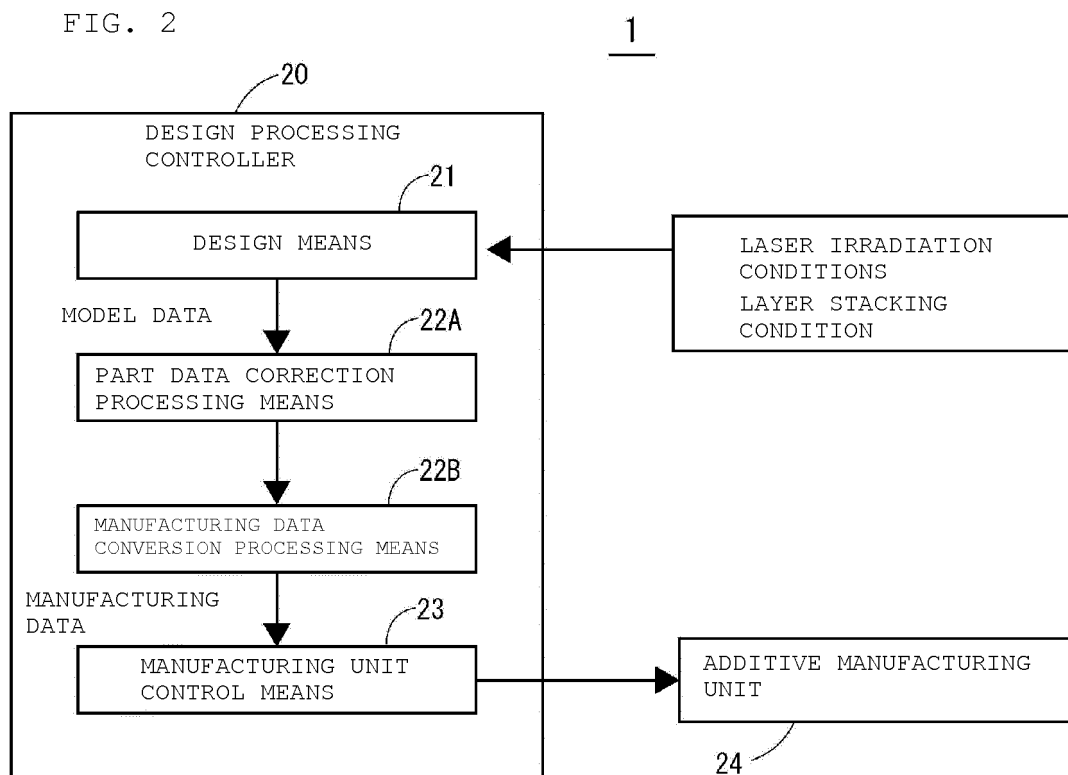 FIG. 2
1
20
DESIGN PROCESSING
CONTROLLER
21
DESIGN MEANS
LASER IRRADIATION
CONDITIONS
LAYER STACKING
CONDITION
MODEL DATA
22A
PART DATA CORRECTION
PROCESSING MEANS
22B
MANUFACTURING DATA
CONVERSION PROCESSING MEANS
MANUFACTURING
DATA
23
MANUFACTURING UNIT
CONTROL MEANS
ADDITIVE MANUFACTURING
UNIT
24